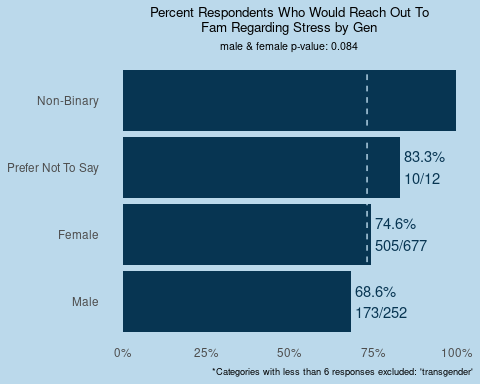 Percent Respondents Who Would Reach Out To
Fam Regarding Stress by Gen
male & female p-value: 0.084
Non-Binary
Prefer Not To Say
83.3%
10/12
Female
74.6%
505/677
Male
68.6%
173/252
0%
25%
50%
75%
100%
*Categories with less than 6 responses excluded: 'transgender'